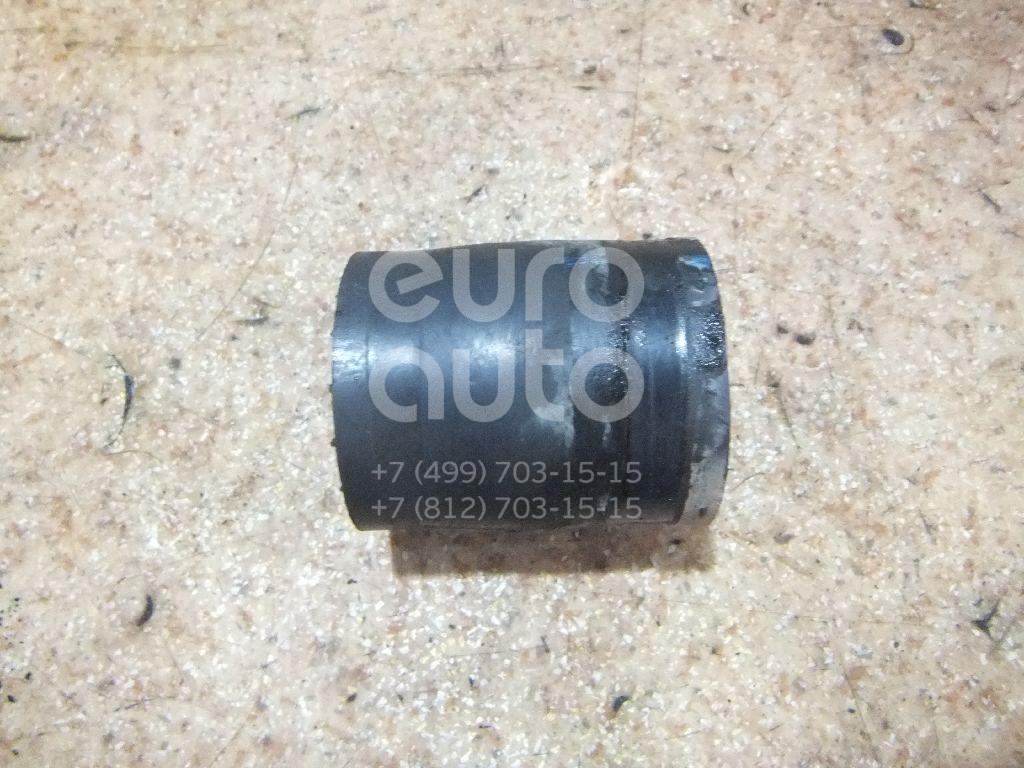 euro
auto
+7 (499) 703-15-15
+7 (812) 703-15-15